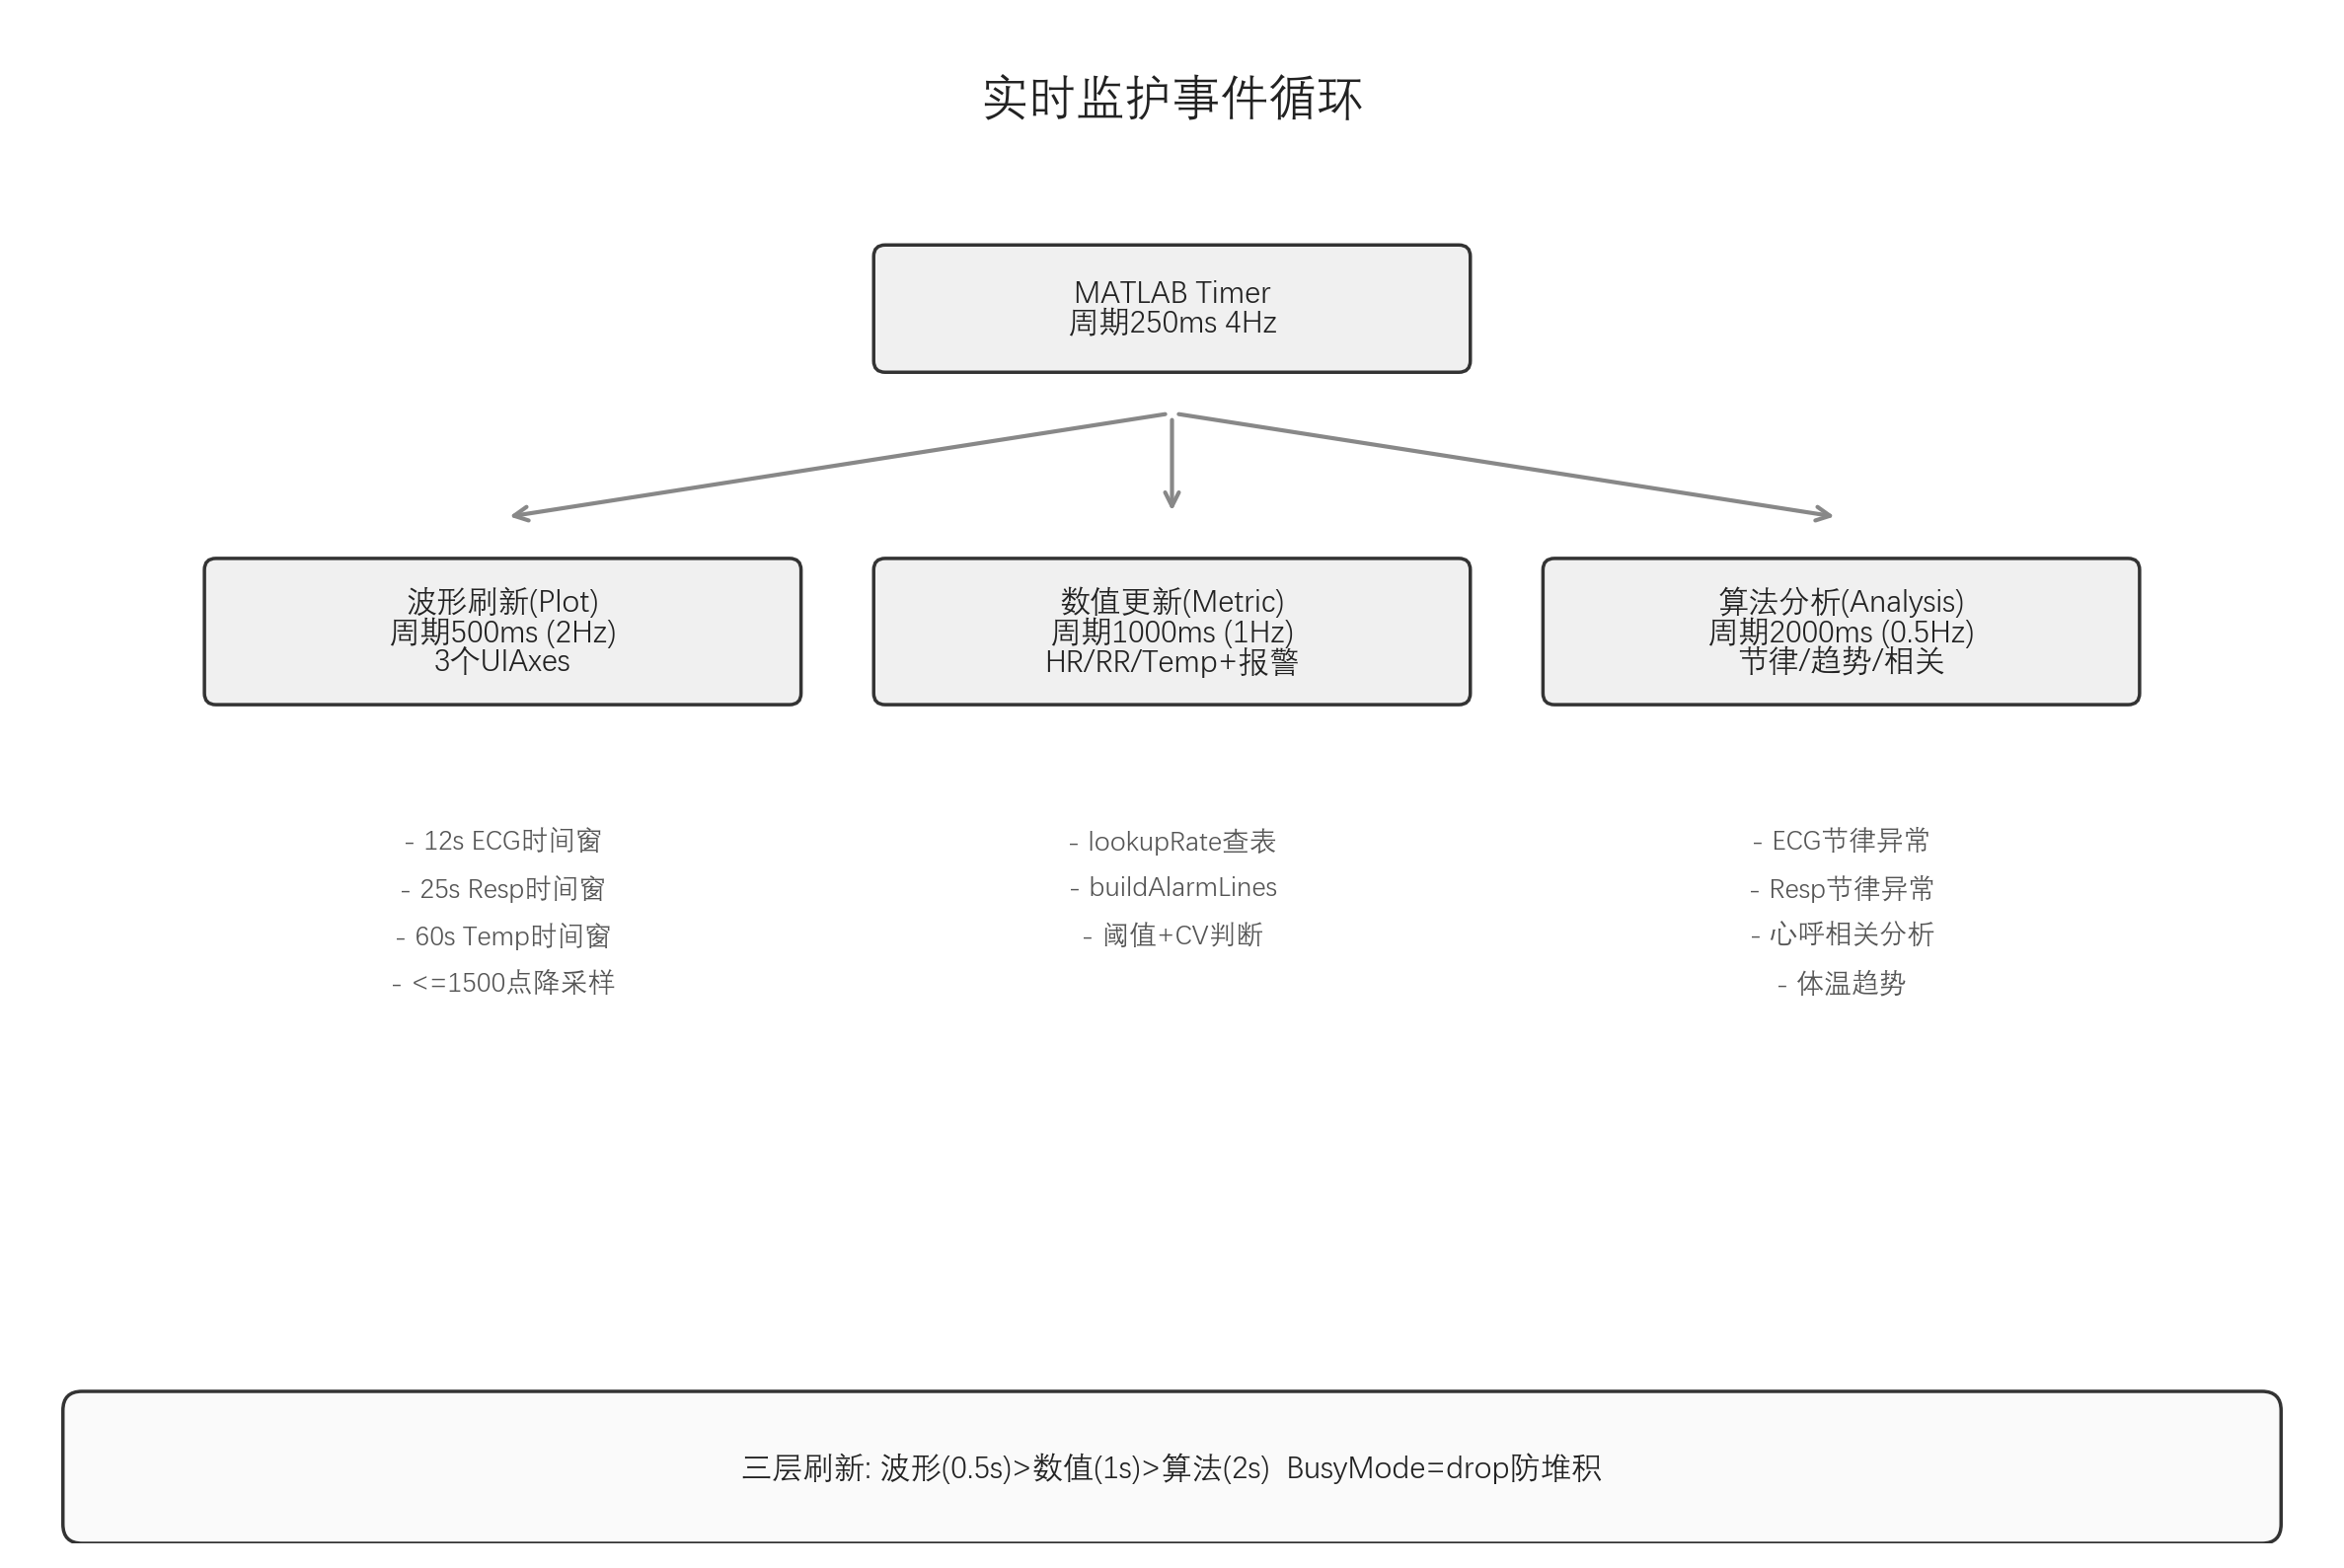 实时监护事件循环
MATLAB Timer
周期250ms 4Hz
波形刷新(Plot)
周期500ms (2Hz)
3个UIAxes
数值更新(Metric)
周期1000ms (1Hz)
HR/RR/Temp+报警
算法分析(Analysis)
周期2000ms (0.5Hz)
节律/趋势/相关
- 12s ECG时间窗
- 25s Resp时间窗
- 60s Temp时间窗
- <=1500点降采样
- lookupRate查表
- buildAlarmLines
- 阈值+CV判断
- ECG节律异常
- Resp节律异常
- 心呼相关分析
- 体温趋势
三层刷新: 波形(0.5s)>数值(1s)>算法(2s)  BusyMode=drop防堆积